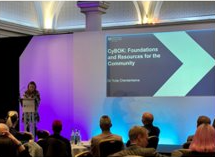 CyBOK: Foundations
and Resources for the
Community